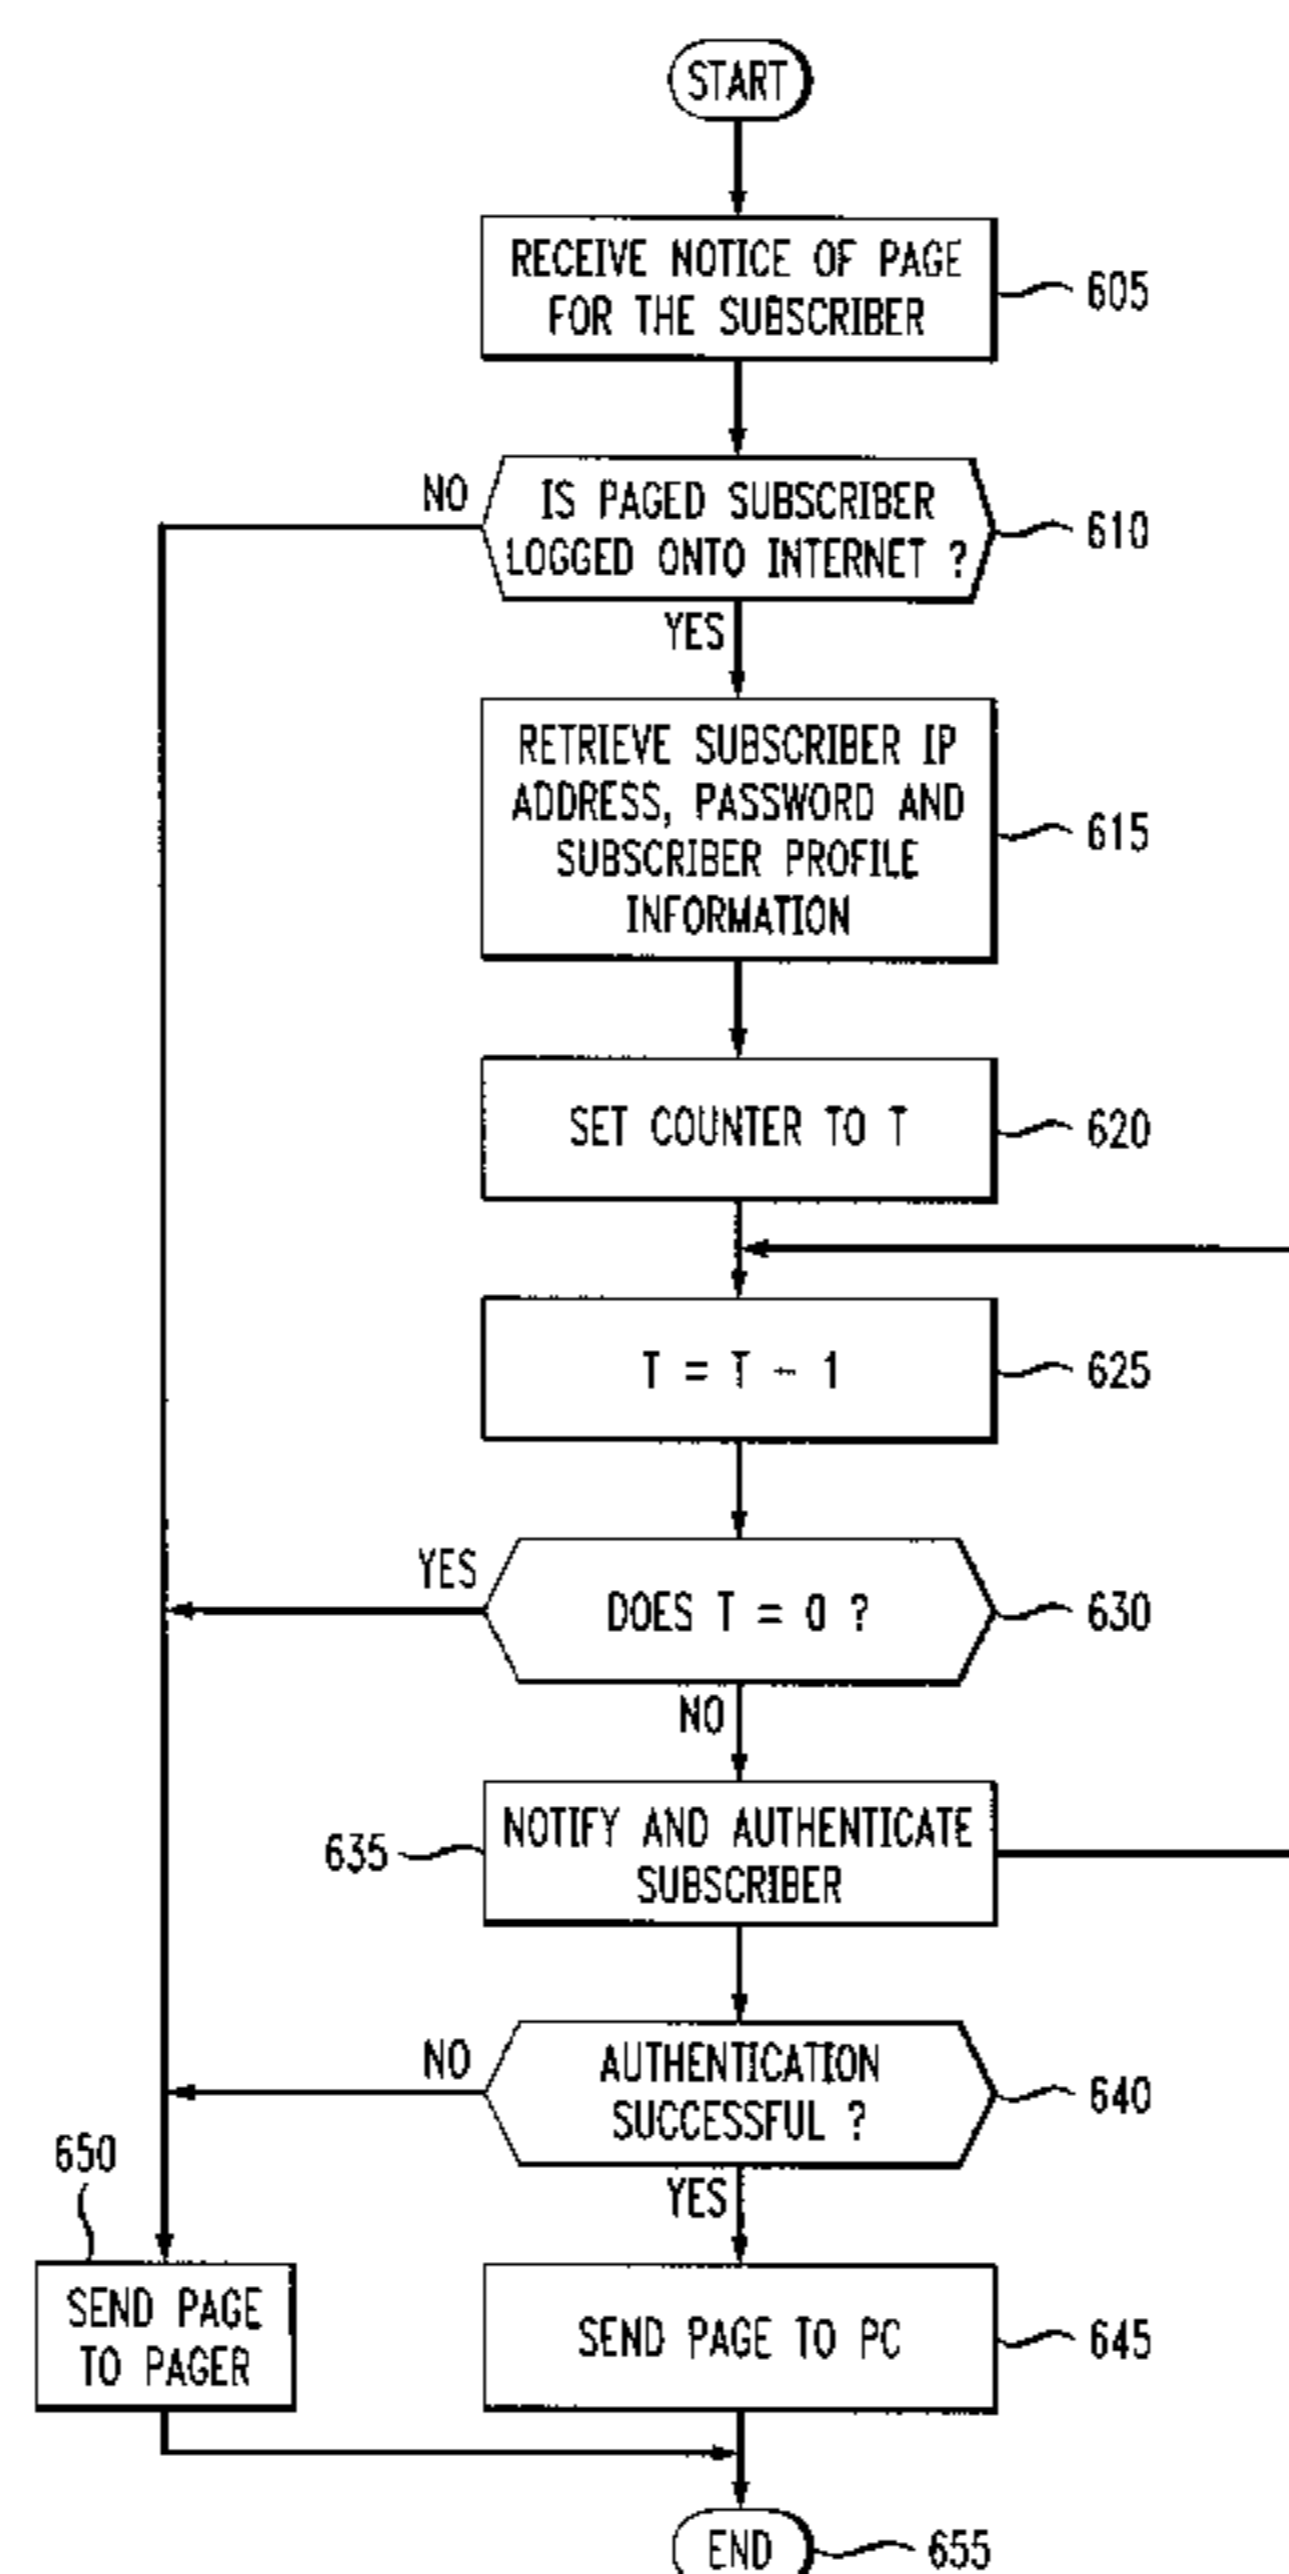 START
RECEIVE NOTICE OF PAGE
FOR THE SUBSCRIBER
605
NO
IS PAGED SUBSCRIBER
LOGGED ONTO INTERNET ?
610
YES
RETRIEVE SUBSCRIBER IP
ADDRESS, PASSWORD AND
SUBSCRIBER PROFILE
INFORMATION
615
SET COUNTER TO T
620
T = T - 1
625
YES
DOES T = 0 ?
630
NO
635
NOTIFY AND AUTHENTICATE
SUBSCRIBER
NO
AUTHENTICATION
SUCCESSFUL ?
640
650
YES
SEND PAGE
TO PAGER
SEND PAGE TO PC
645
END
655